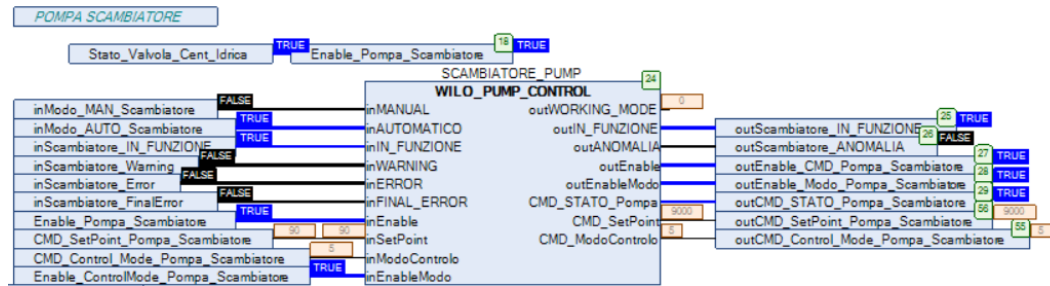 POMPA SCAMBIATORE
Stato_Valvola_Cent_Idrica TRUE Enable_Pompa_Scambiatore 18 TRUE
SCAMBIATORE_PUMP 24
WILO_PUMP_CONTROL
inModo_MAN_Scambiatore FALSE inMANUAL outWORKING_MODE 0
inModo_AUTO_Scambiatore TRUE inAUTOMATICO outIN_FUNZIONE outScambiatore_IN_FUNZIONE 25 TRUE
inScambiatore_IN_FUNZIONE TRUE inIN_FUNZIONE outANOMALIA outScambiatore_ANOMALIA 26 FALSE
inScambiatore_Warning FALSE inWARNING outEnable outEnable_CMD_Pompa_Scambiatore 27 TRUE
inScambiatore_Error FALSE inERROR outEnableModo outEnable_Modo_Pompa_Scambiatore 28 TRUE
inScambiatore_FinalError FALSE inFINAL_ERROR CMD_STATO_Pompa outCMD_STATO_Pompa_Scambiatore 29 TRUE
Enable_Pompa_Scambiatore TRUE inEnable CMD_SetPoint 9000 outCMD_SetPoint_Pompa_Scambiatore 56 9000
CMD_SetPoint_Pompa_Scambiatore 90 90 inSetPoint CMD_ModoControlo 5 outCMD_Control_Mode_Pompa_Scambiatore 55 5
CMD_Control_Mode_Pompa_Scambiatore 5 inModoControlo
Enable_ControlMode_Pompa_Scambiatore TRUE inEnableModo